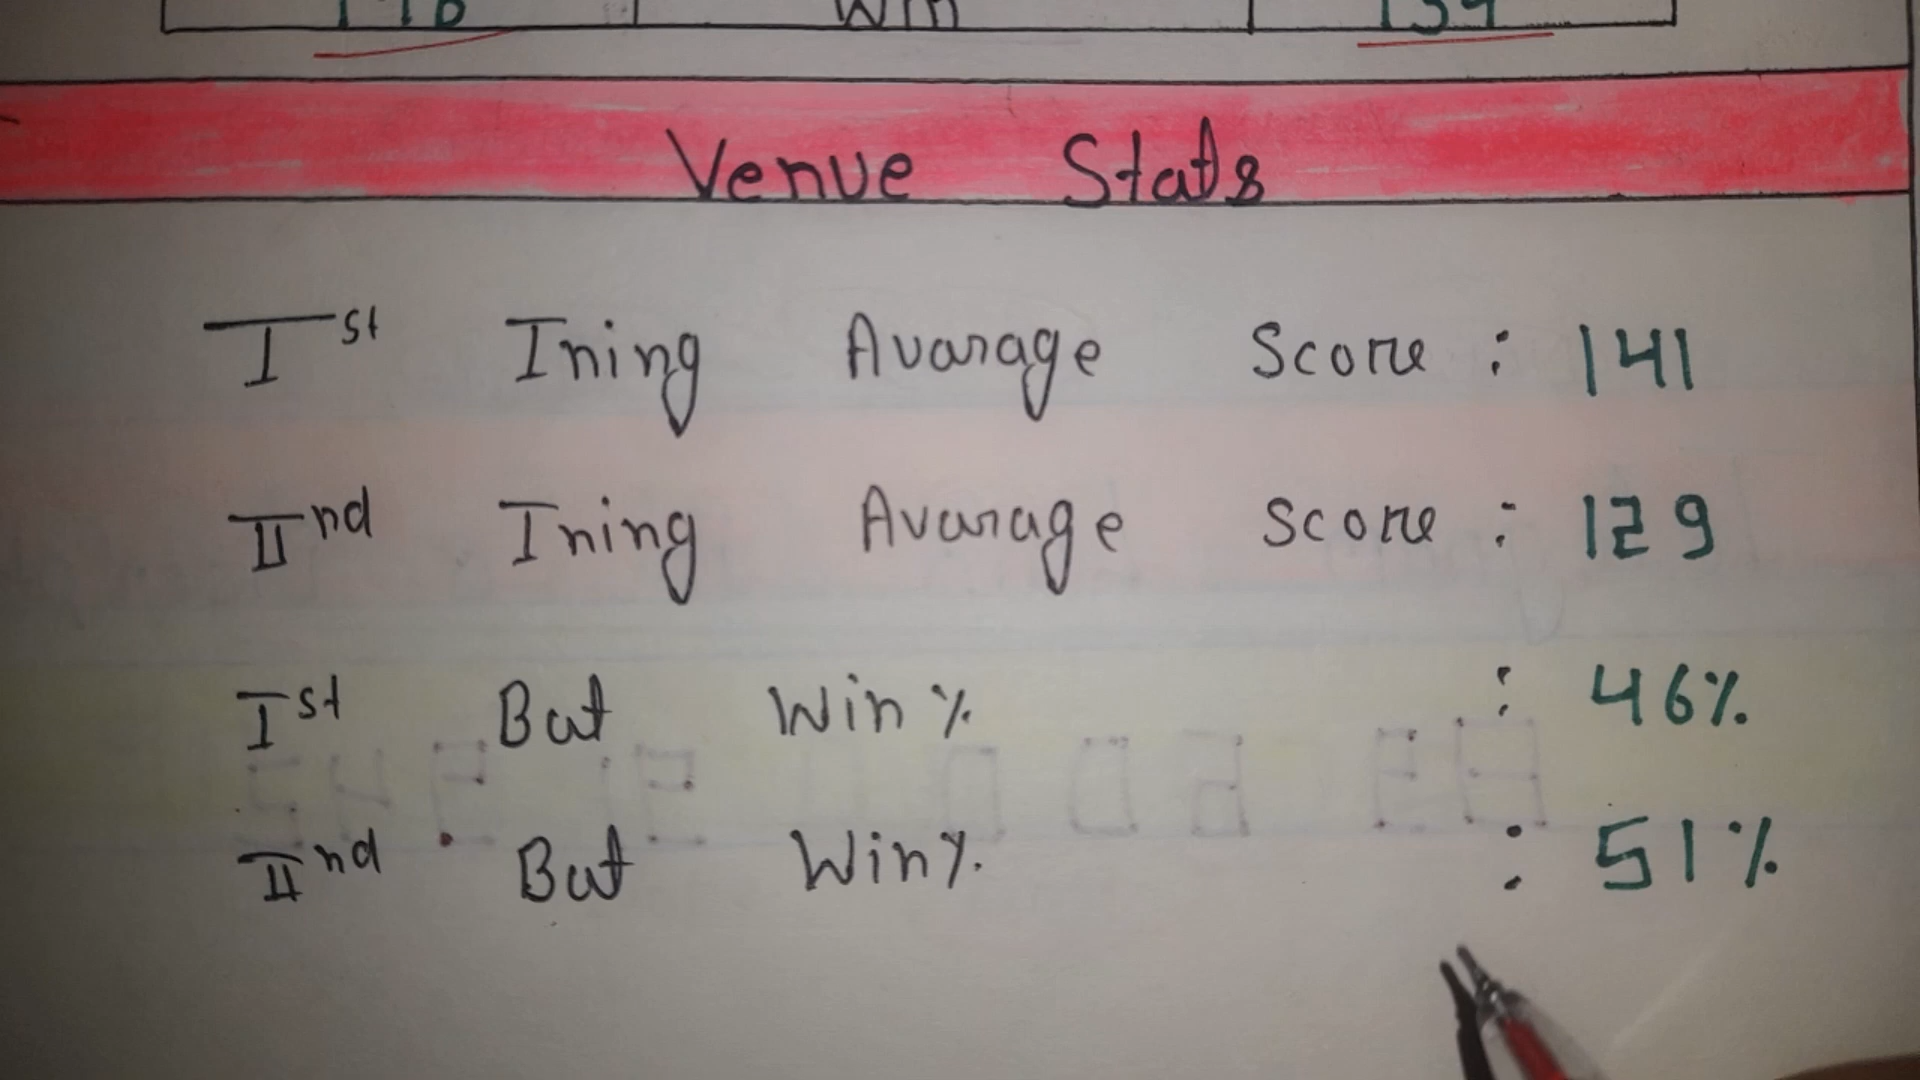 Win
Venue Stats
Ist Ining Avarage Score : 141
IInd Ining Avarage Score : 129
Ist Bat Win% : 46%.
IInd Bat Win%. : 51%